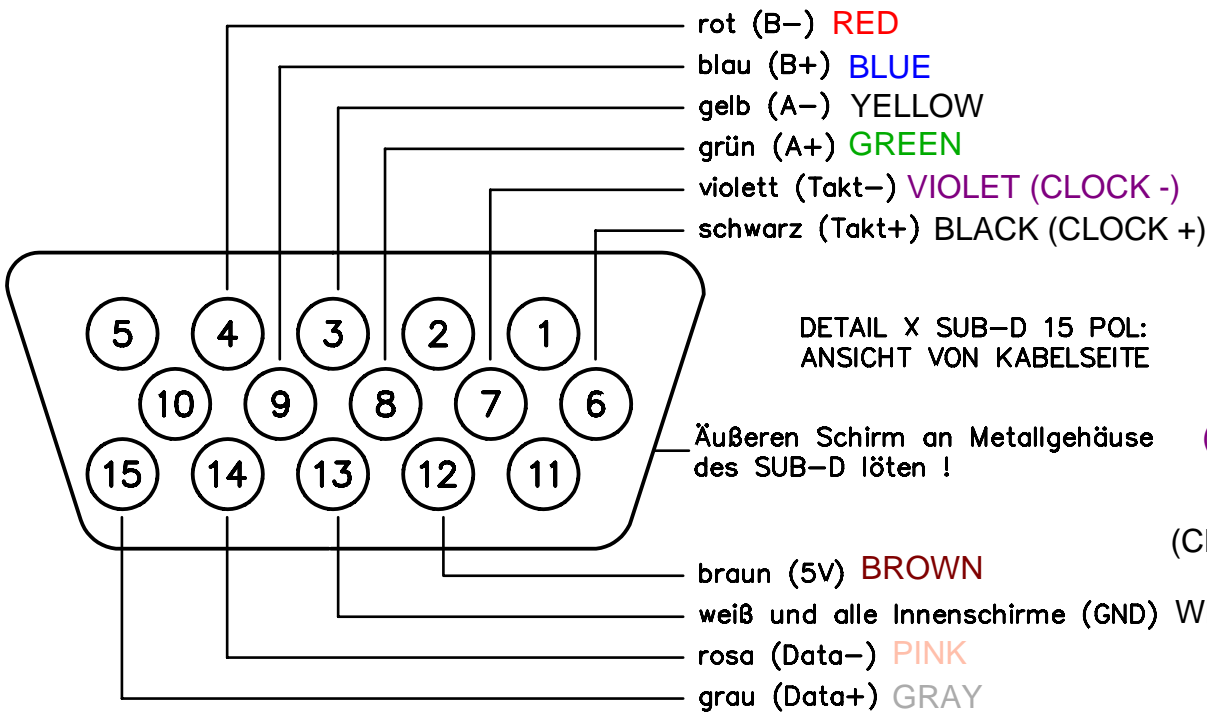 rot (B−) RED
blau (B+) BLUE
gelb (A−) YELLOW
grün (A+) GREEN
violett (Takt−) VIOLET (CLOCK -)
schwarz (Takt+) BLACK (CLOCK +)
5 4 3 2 1
DETAIL X SUB−D 15 POL:
ANSICHT VON KABELSEITE
10 9 8 7 6
Äußeren Schirm an Metallgehäuse
des SUB−D löten !
15 14 13 12 11
braun (5V) BROWN
weiß und alle Innenschirme (GND)
rosa (Data−) PINK
grau (Data+) GRAY